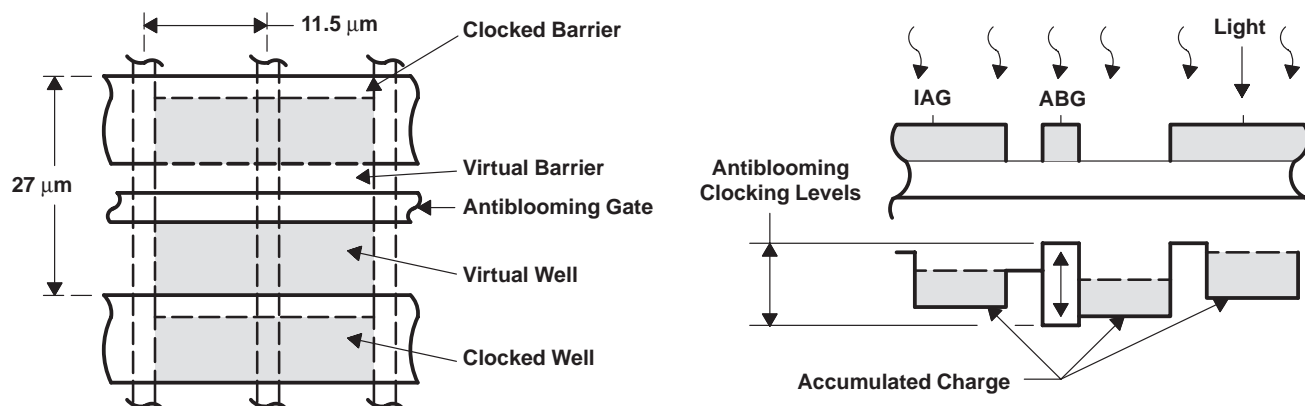 11.5 µm
Clocked Barrier
27 µm
Virtual Barrier
Antiblooming Gate
Virtual Well
Clocked Well
Light
IAG
ABG
Antiblooming
Clocking Levels
Accumulated Charge